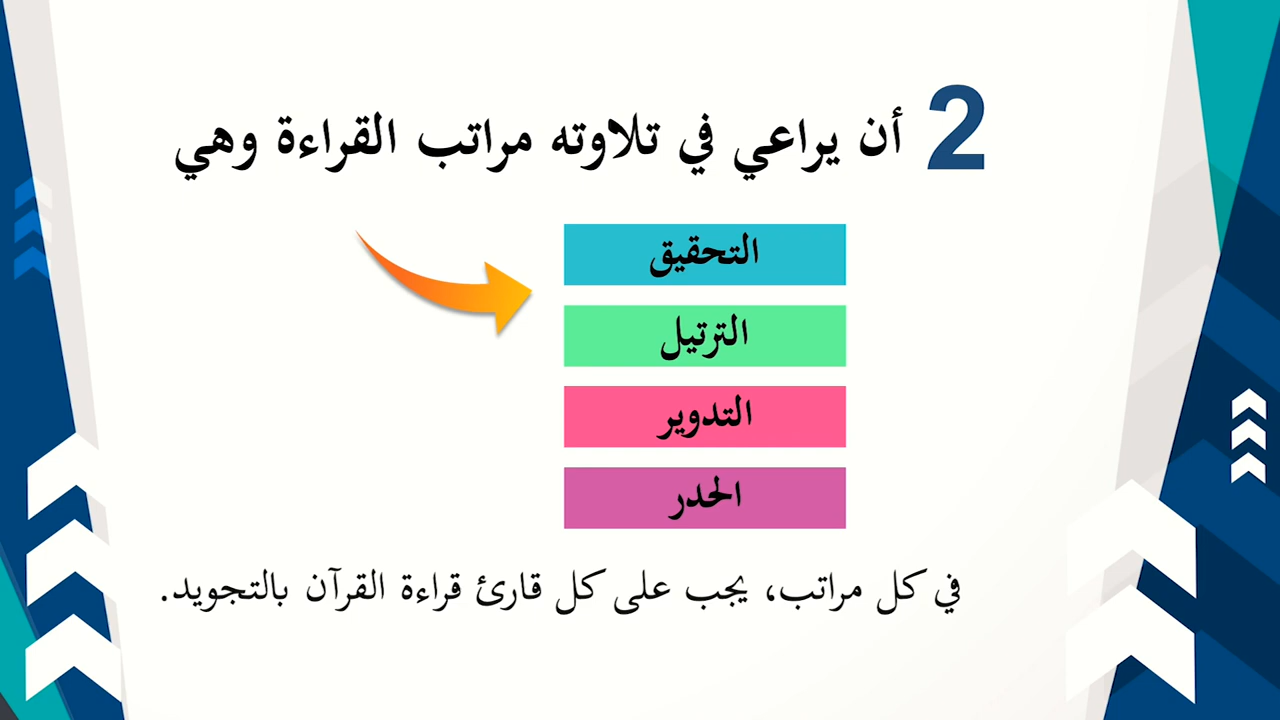 2 أن يراعي في تلاوته مراتب القراءة وهي
التحقيق
الترتيل
التدوير
الحدر
في كل مراتب، يجب على كل قارئ قراءة القرآن بالتجويد.